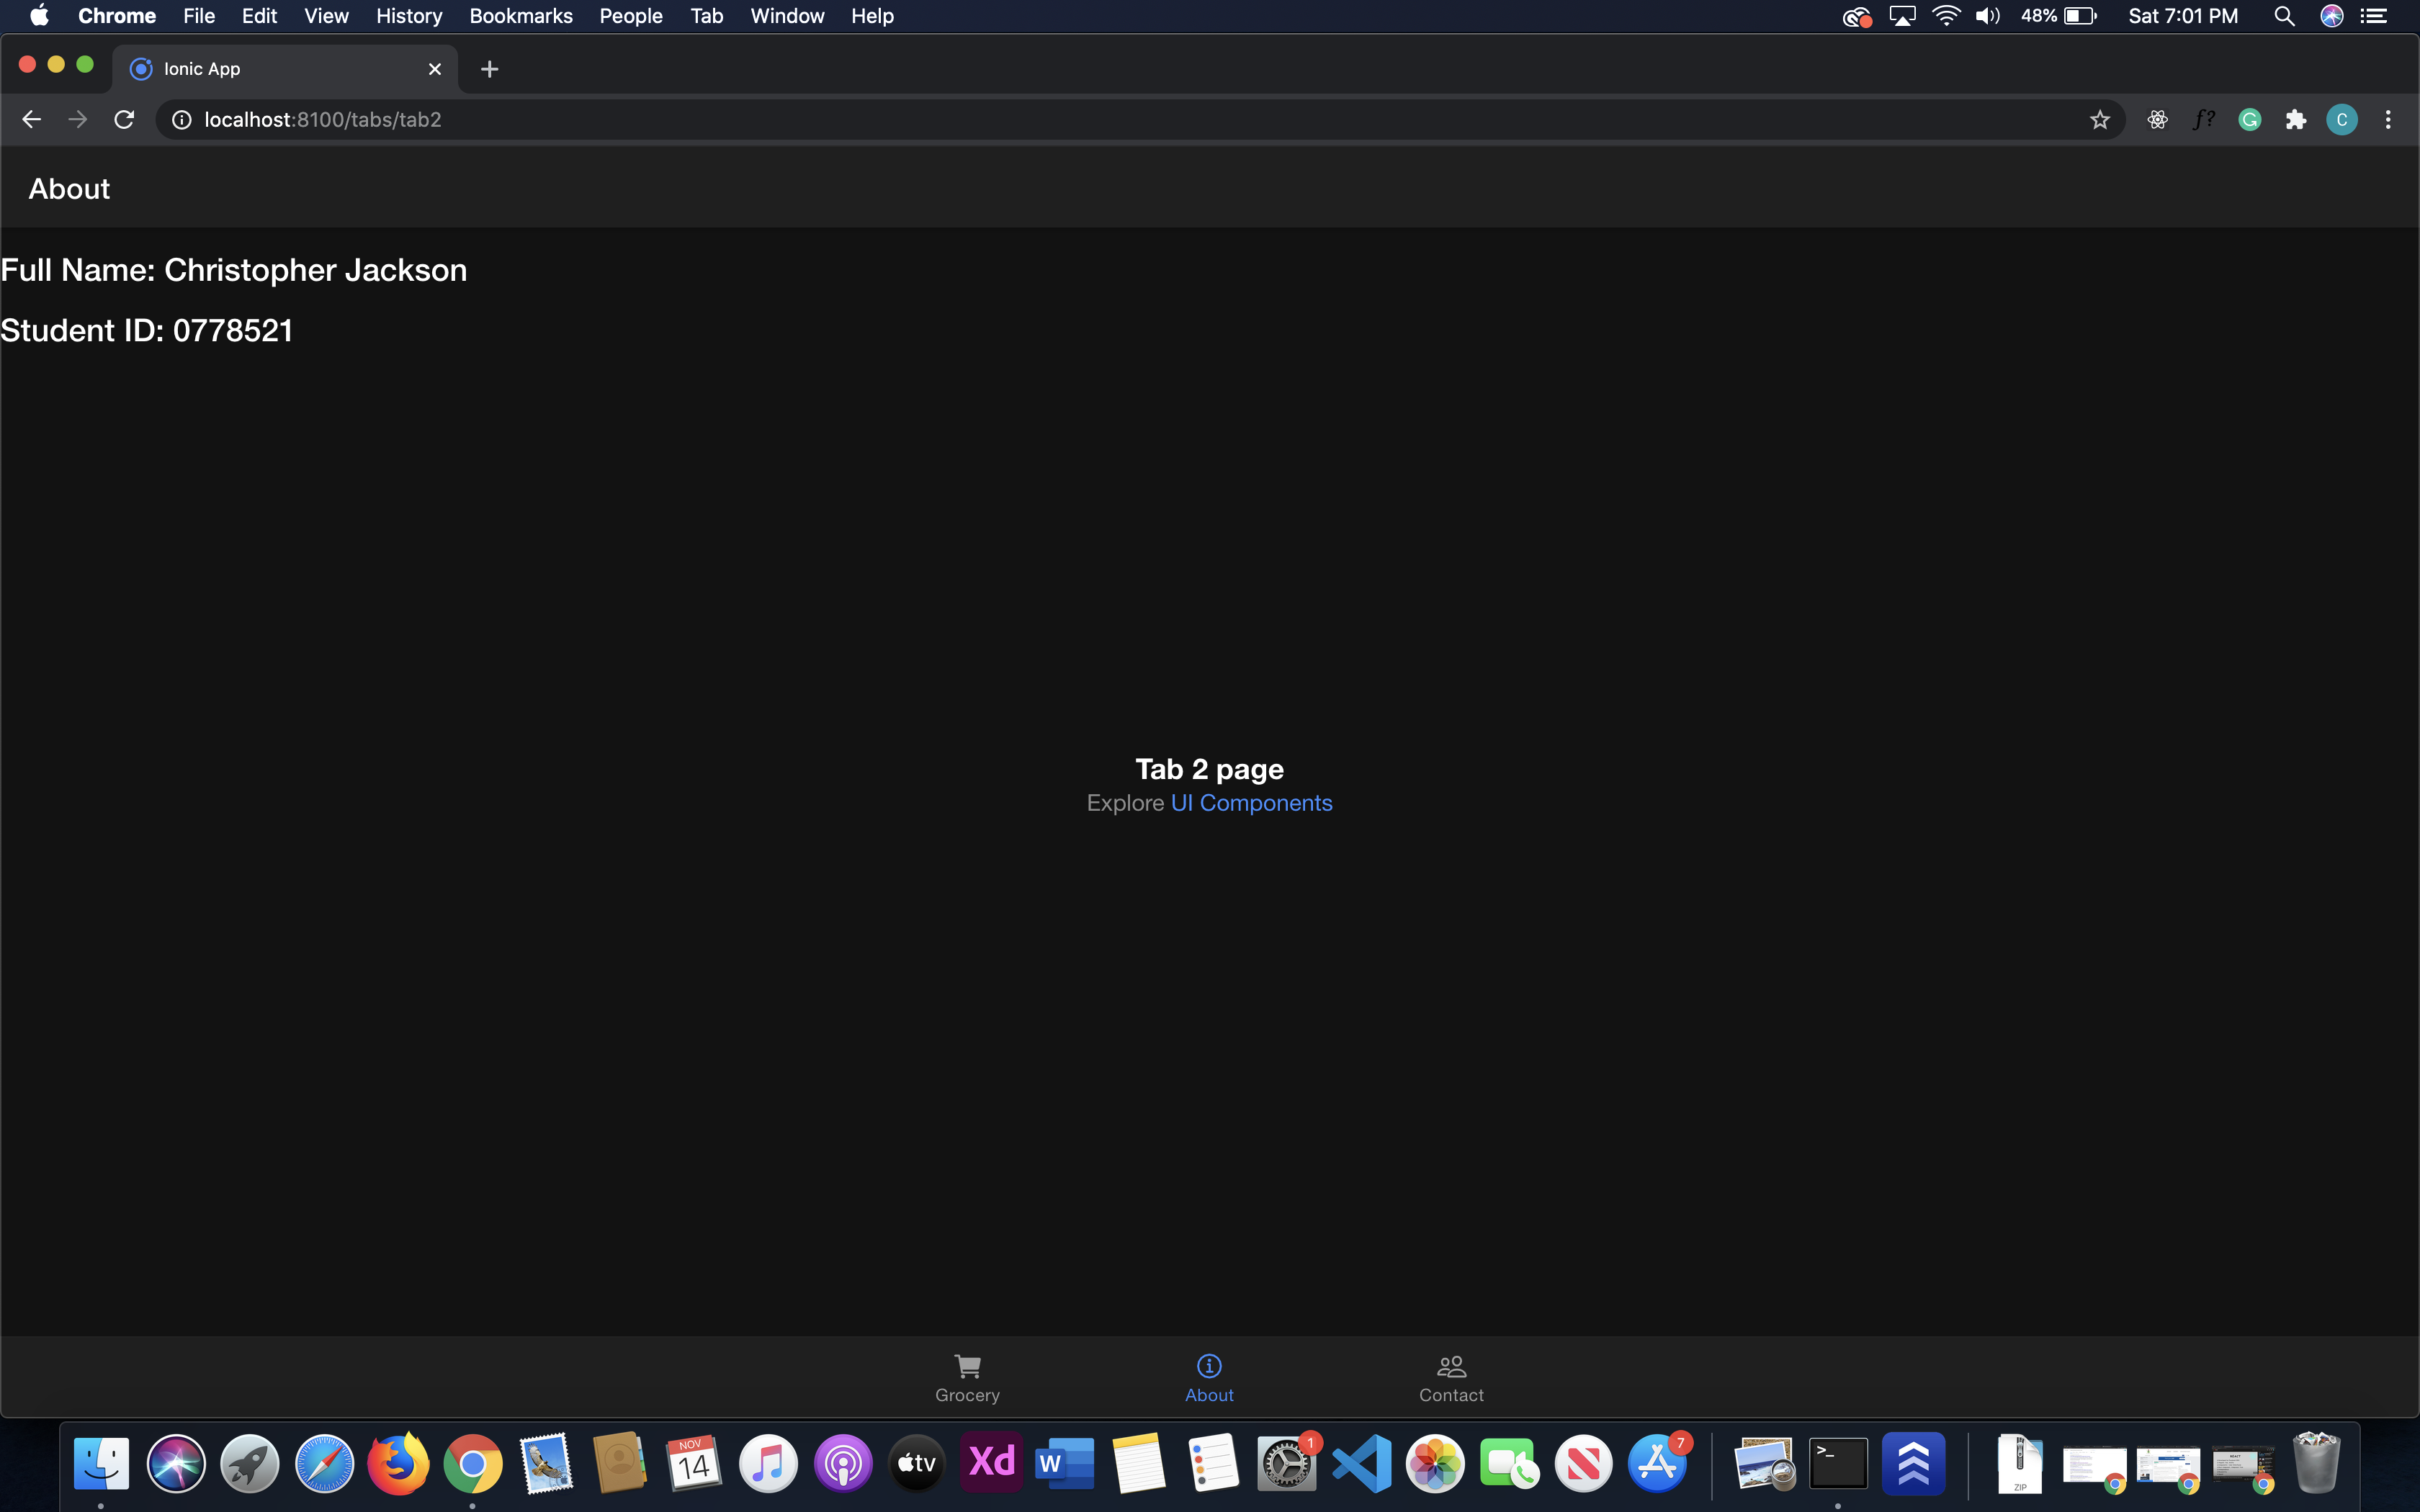 Chrome File Edit View History Bookmarks People Tab Window Help 48% Sat 7:01 PM
Ionic App
localhost:8100/tabs/tab2 f? C
About
Full Name: Christopher Jackson
Student ID: 0778521
Tab 2 page
Explore UI Components
Grocery About Contact
NOV
14
tv
Xd
W
1
7
>_
ZIP